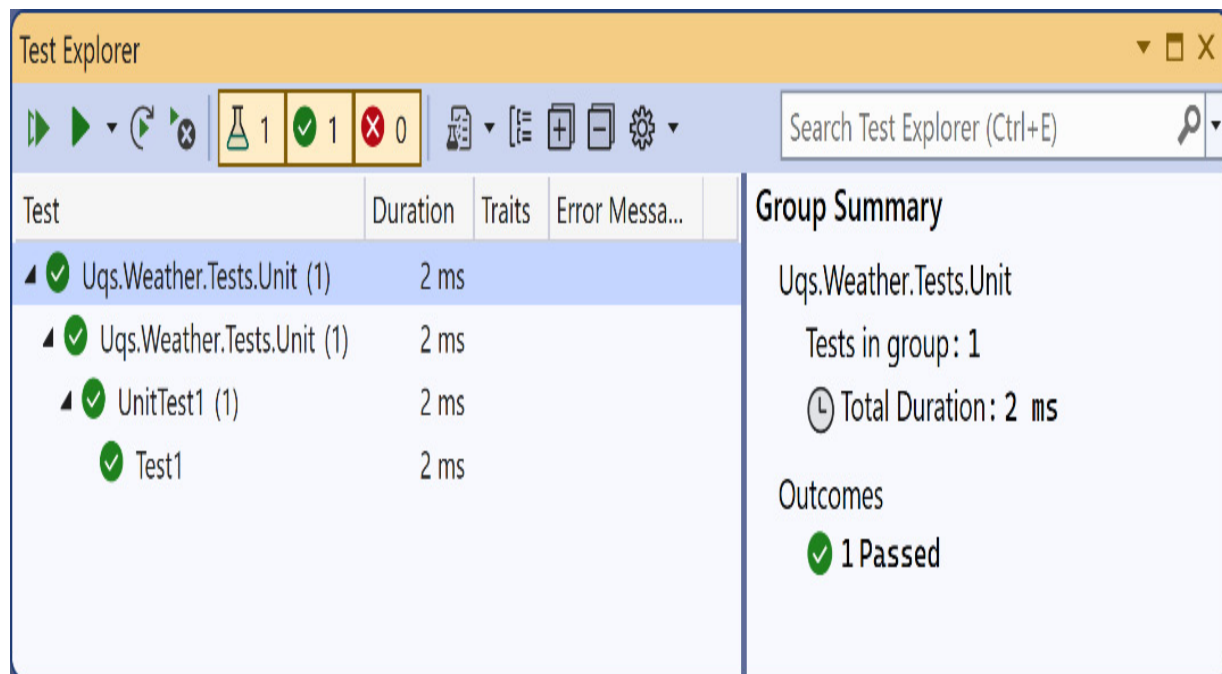 Test Explorer
1 1 0
Search Test Explorer (Ctrl+E)
Test Duration Traits Error Messa...
Uqs.Weather.Tests.Unit (1) 2 ms
Uqs.Weather.Tests.Unit (1) 2 ms
UnitTest1 (1) 2 ms
Test1 2 ms
Group Summary
Uqs.Weather.Tests.Unit
Tests in group: 1
Total Duration: 2 ms
Outcomes
1 Passed